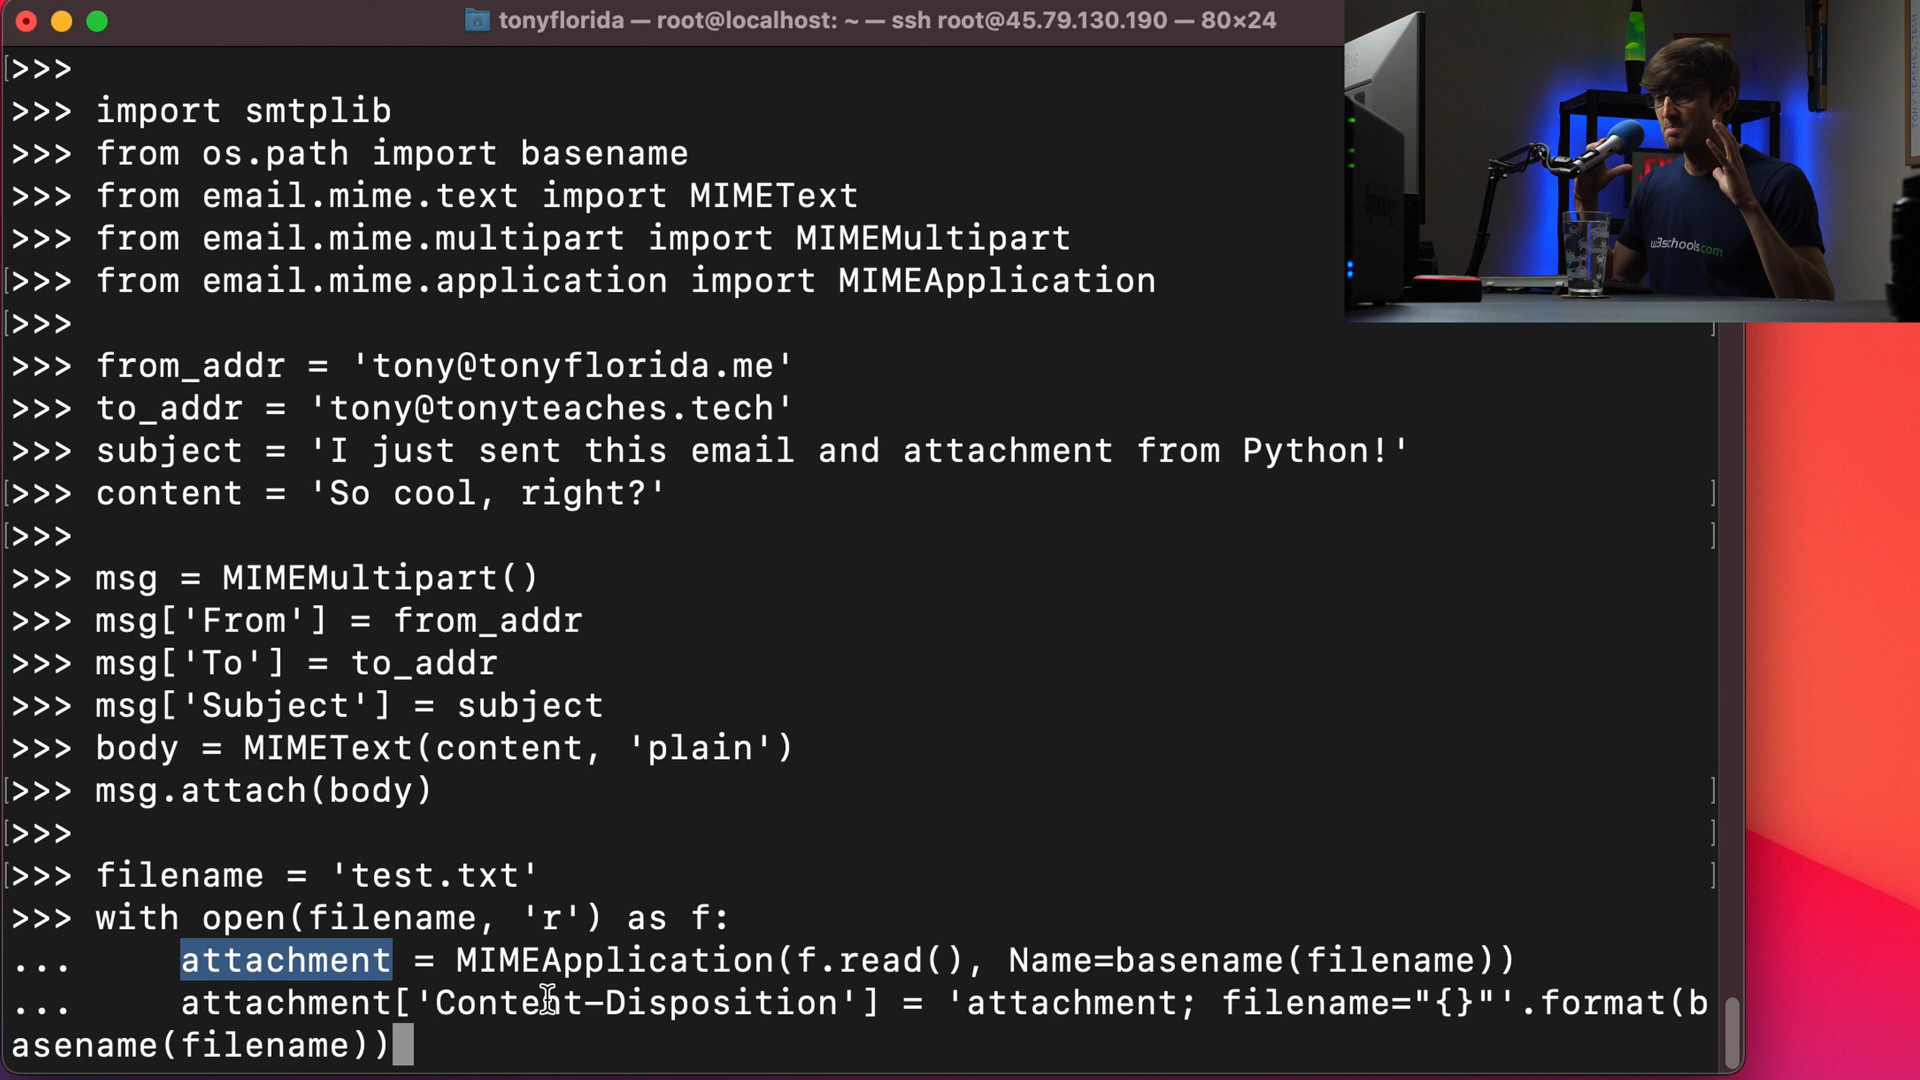 tonyflorida — root@localhost: ~ — ssh root@45.79.130.190 — 80×24
>>>
>>> import smtplib
>>> from os.path import basename
>>> from email.mime.text import MIMEText
>>> from email.mime.multipart import MIMEMultipart
>>> from email.mime.application import MIMEApplication
>>>
>>> from_addr = 'tony@tonyflorida.me'
>>> to_addr = 'tony@tonyteaches.tech'
>>> subject = 'I just sent this email and attachment from Python!'
>>> content = 'So cool, right?'
>>>
>>> msg = MIMEMultipart()
>>> msg['From'] = from_addr
>>> msg['To'] = to_addr
>>> msg['Subject'] = subject
>>> body = MIMEText(content, 'plain')
>>> msg.attach(body)
>>>
>>> filename = 'test.txt'
>>> with open(filename, 'r') as f:
...     attachment = MIMEApplication(f.read(), Name=basename(filename))
...     attachment['Content-Disposition'] = 'attachment; filename="{}"'.format(b
asename(filename))
w3schools.com
Synology